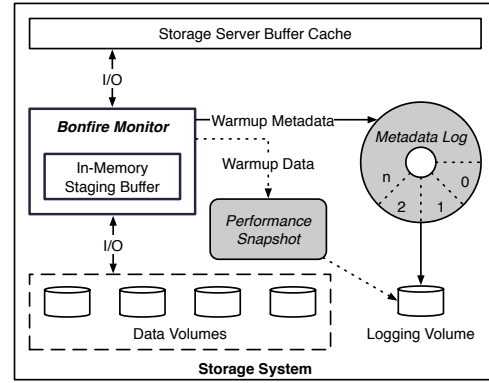 Storage Server Buffer Cache
I/O
Bonfire Monitor
In-Memory
Staging Buffer
Warmup Metadata
Warmup Data
Metadata Log
n
0
2
1
Performance
Snapshot
I/O
Data Volumes
Logging Volume
Storage System